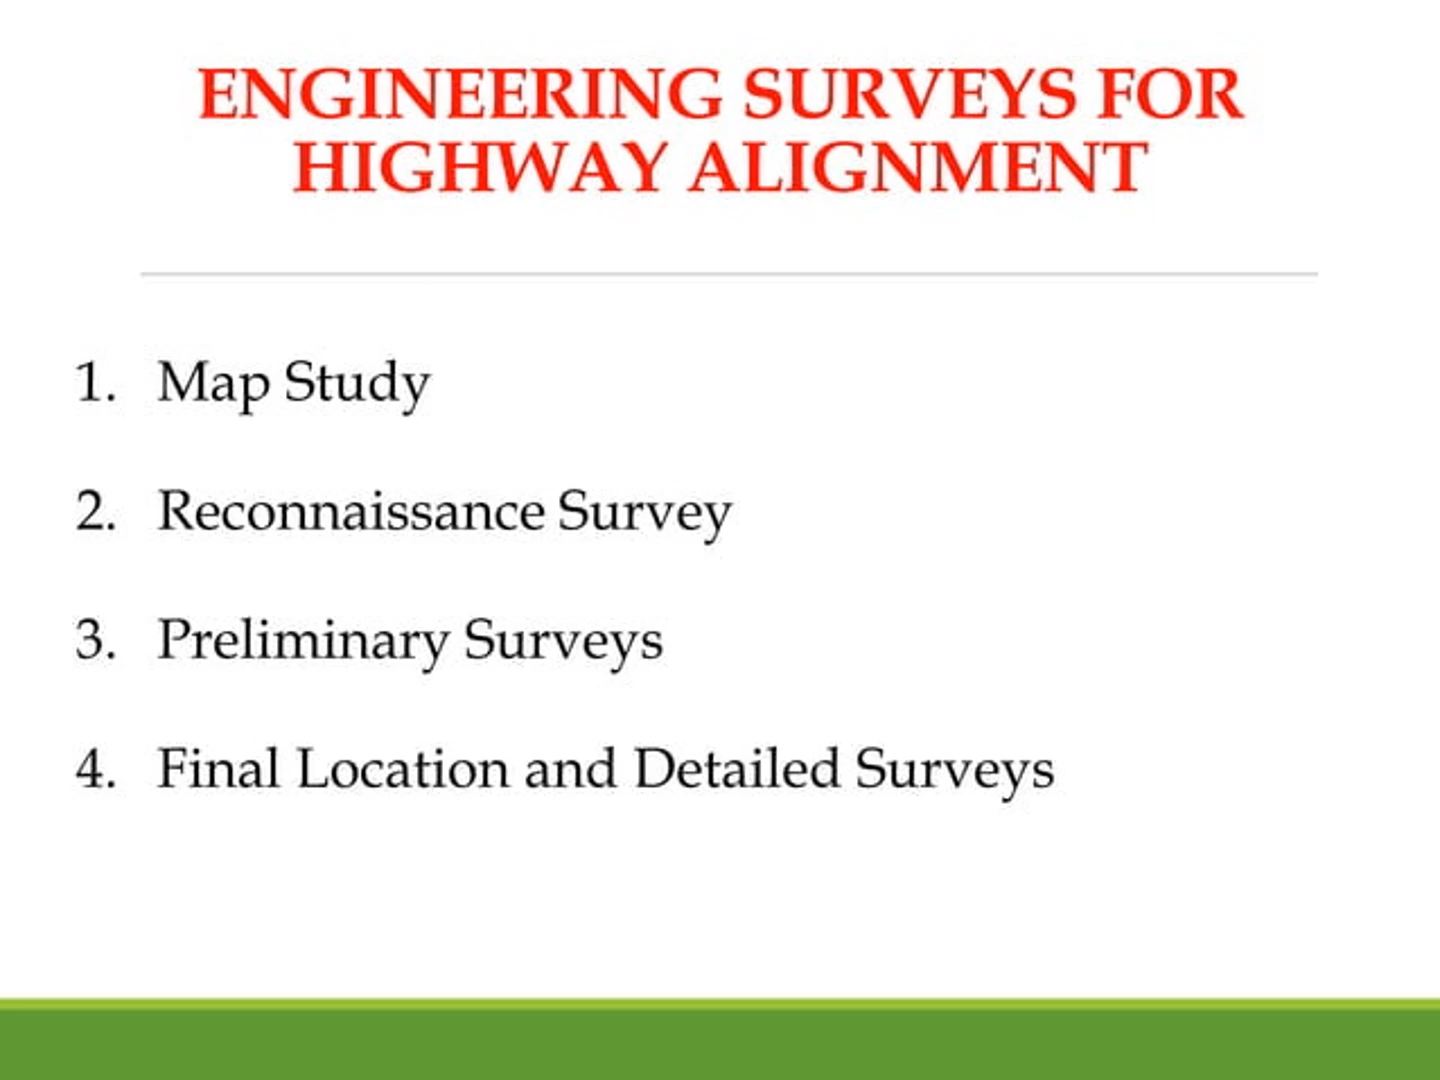 ENGINEERING SURVEYS FOR
HIGHWAY ALIGNMENT
1. Map Study
2. Reconnaissance Survey
3. Preliminary Surveys
4. Final Location and Detailed Surveys